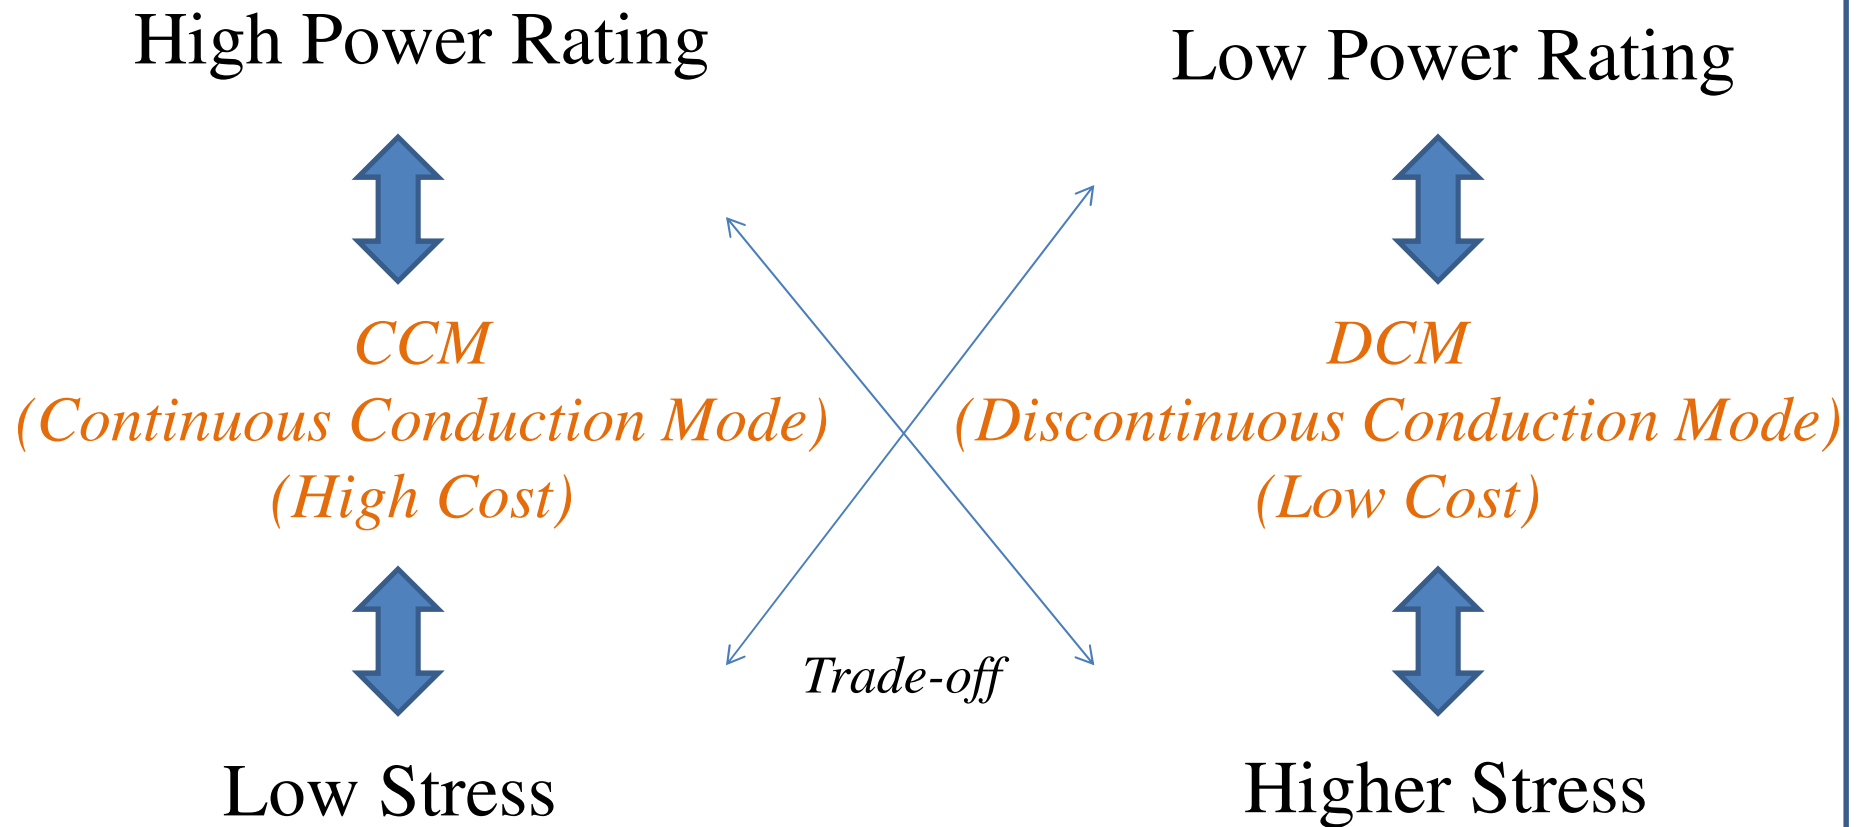 High Power Rating
Low Power Rating
CCM
(Continuous Conduction Mode)
(High Cost)
DCM
(Discontinuous Conduction Mode)
(Low Cost)
Trade-off
Low Stress
Higher Stress